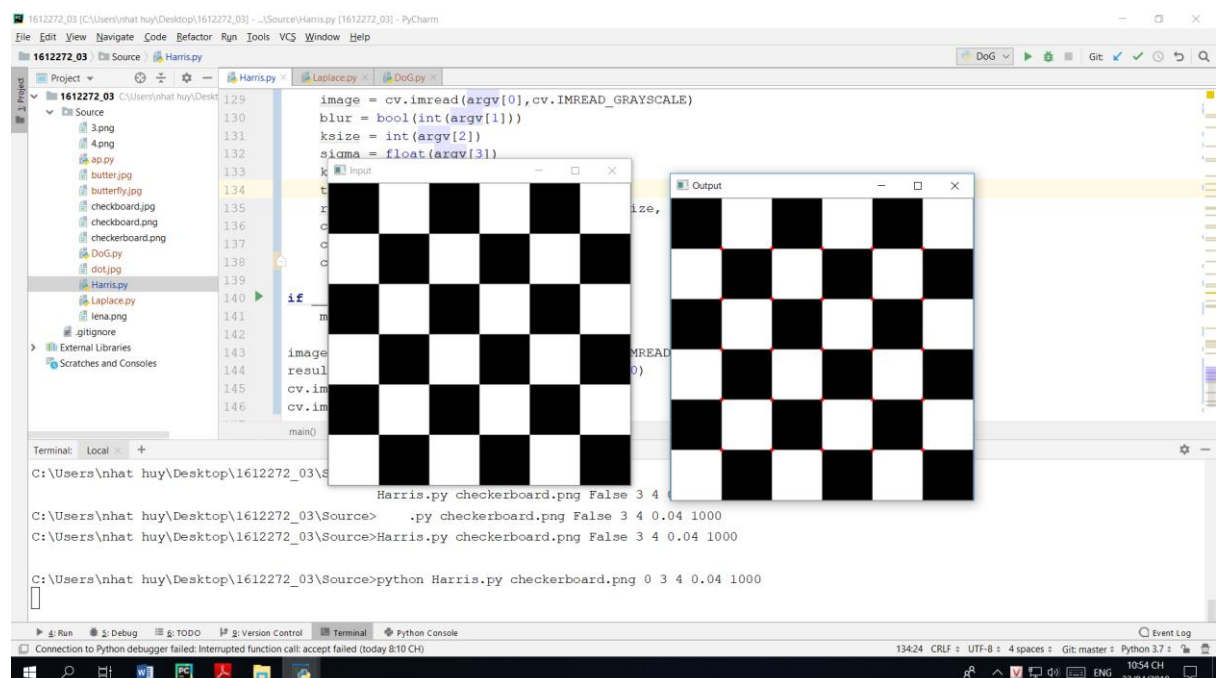 1612272_03 [C:\Users\nhat huy\Desktop\1612272_03] - ...\Source\Harris.py [1612272_03] - PyCharm
File Edit View Navigate Code Refactor Run Tools VCS Window Help
1612272_03 Source Harris.py DoG Git:
1: Project
Project Harris.py Laplace.py DoG.py
1612272_03 C:\Users\nhat huy\Deskt
Source
3.png
4.png
ap.py
butter.jpg
butterfly.jpg
checkboard.jpg
checkboard.png
checkerboard.png
DoG.py
dot.jpg
Harris.py
Laplace.py
lena.png
.gitignore
External Libraries
Scratches and Consoles
129 image = cv.imread(argv[0],cv.IMREAD_GRAYSCALE)
130 blur = bool(int(argv[1]))
131 ksize = int(argv[2])
132 sigma = float(argv[3])
133 k
134 t
135 r ize,
136 c
137 c
138 c
139
140 if
141 m
142
143 image MREAD
144 resul 0)
145 cv.im
146 cv.im
main()
Input
Output
Terminal: Local +
C:\Users\nhat huy\Desktop\1612272_03\S
Harris.py checkerboard.png False 3 4
C:\Users\nhat huy\Desktop\1612272_03\Source> .py checkerboard.png False 3 4 0.04 1000
C:\Users\nhat huy\Desktop\1612272_03\Source>Harris.py checkerboard.png False 3 4 0.04 1000
C:\Users\nhat huy\Desktop\1612272_03\Source>python Harris.py checkerboard.png 0 3 4 0.04 1000
4: Run 5: Debug 6: TODO 9: Version Control Terminal Python Console Event Log
Connection to Python debugger failed: Interrupted function call: accept failed (today 8:10 CH) 134:24 CRLF UTF-8 4 spaces Git: master Python 3.7
ENG 10:54 CH